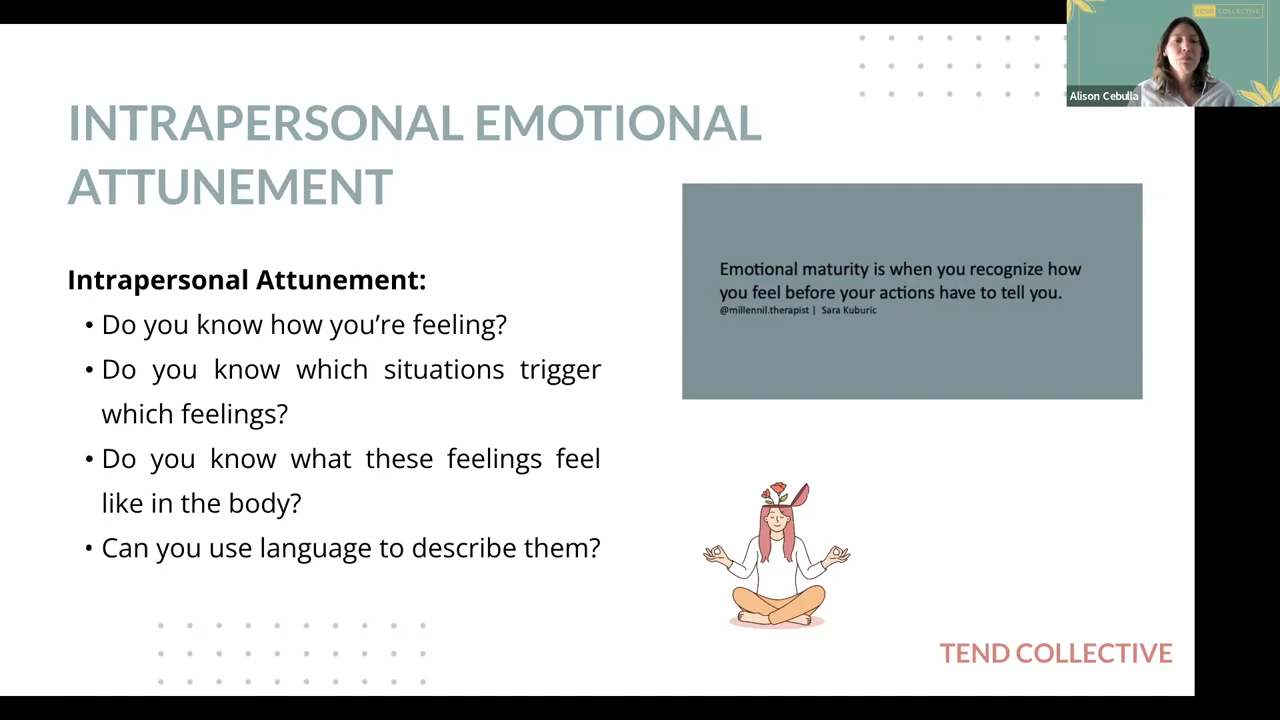 TEND COLLECTIVE
Alison Cebulla
INTRAPERSONAL EMOTIONAL
ATTUNEMENT
Intrapersonal Attunement:
• Do you know how you’re feeling?
• Do you know which situations trigger
which feelings?
• Do you know what these feelings feel
like in the body?
• Can you use language to describe them?
Emotional maturity is when you recognize how
you feel before your actions have to tell you.
@millennil.therapist | Sara Kuburic
TEND COLLECTIVE